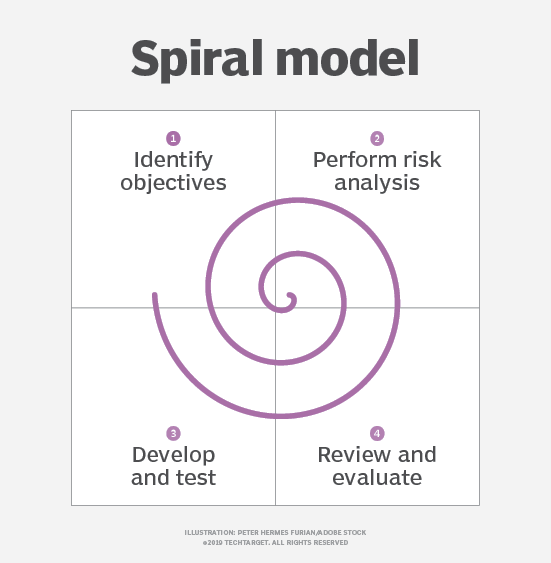 Spiral model
1
Identify
objectives
2
Perform risk
analysis
3
Develop
and test
4
Review and
evaluate
ILLUSTRATION: PETER HERMES FURIAN/ADOBE STOCK
©2019 TECHTARGET. ALL RIGHTS RESERVED